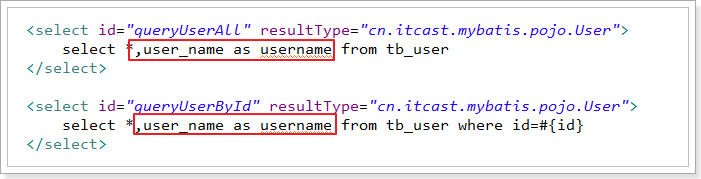 <select id="queryUserAll" resultType="cn.itcast.mybatis.pojo.User">
select *,user_name as username from tb_user
</select>
<select id="queryUserById" resultType="cn.itcast.mybatis.pojo.User">
select *,user_name as username from tb_user where id=#{id}
</select>